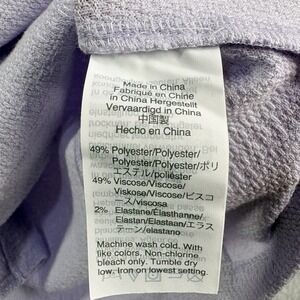 Made in China
Fabriqué en Chine
in China Hergestellt
Vervaardigd in China
中国製
Hecho en China
49% Polyester/Polyester/
Polyester/Polyester/ポリ
エステル/poliéster
49% Viscose/Viscose/
Viskose/Viscose/ビスコ
ース/viscosa
2% Elastane/Élasthanne/
Elastan/Elastaan/エラス
テーン/elastano
Machine wash cold. With
like colors. Non-chlorine
bleach only. Tumble dry
low. Iron on lowest setting.